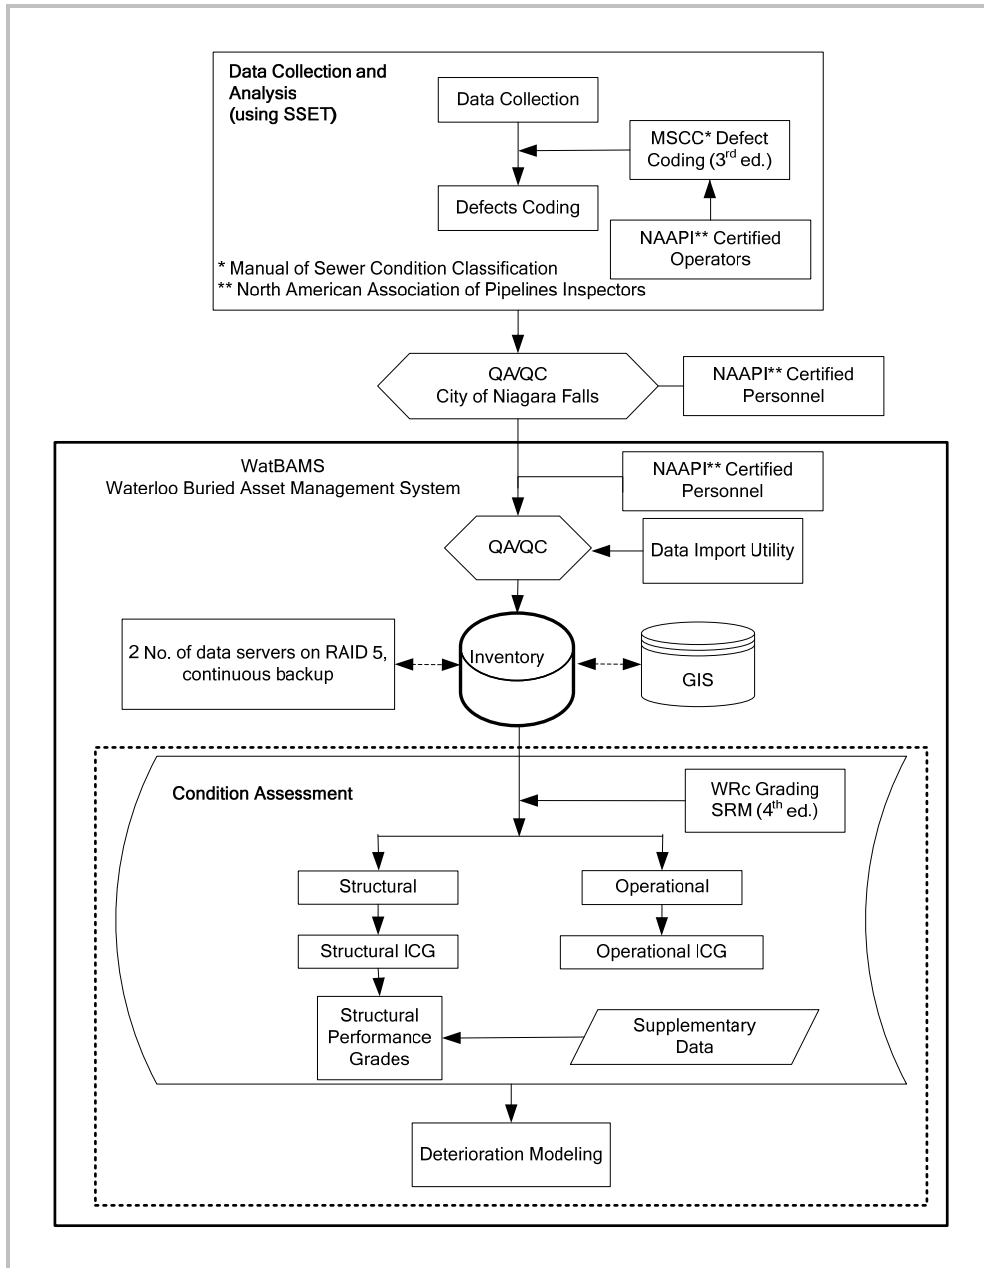 Data Collection and
Analysis
(using SSET)
Data Collection
MSCC* Defect
Coding (3rd ed.)
Defects Coding
NAAPI** Certified
Operators
* Manual of Sewer Condition Classification
** North American Association of Pipelines Inspectors
QA/QC
City of Niagara Falls
NAAPI** Certified
Personnel
WatBAMS
Waterloo Buried Asset Management System
NAAPI** Certified
Personnel
QA/QC
Data Import Utility
2 No. of data servers on RAID 5,
continuous backup
Inventory
GIS
Condition Assessment
WRc Grading
SRM (4th ed.)
Structural
Operational
Structural ICG
Operational ICG
Structural
Performance
Grades
Supplementary
Data
Deterioration Modeling